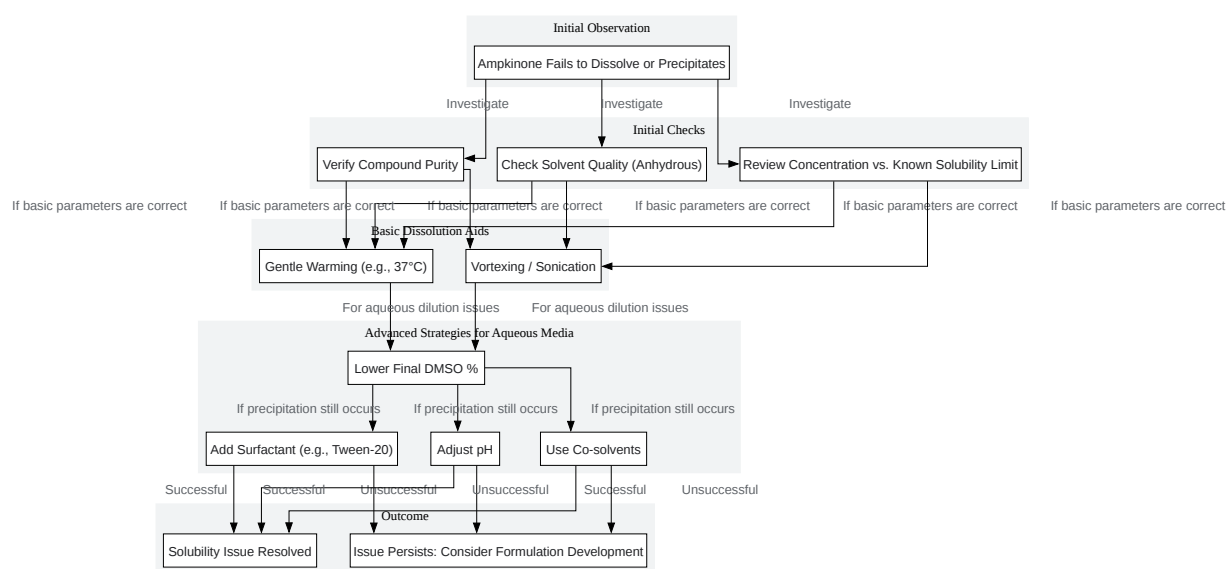 Initial Observation
Ampkinone Fails to Dissolve or Precipitates
Investigate Investigate Investigate
Initial Checks
Verify Compound Purity Check Solvent Quality (Anhydrous) Review Concentration vs. Known Solubility Limit
If basic parameters are correct If basic parameters are correct If basic parameters are correct If basic parameters are correct If basic parameters are correct If basic parameters are correct
Basic Dissolution Aids
Gentle Warming (e.g., 37°C) Vortexing / Sonication
For aqueous dilution issues For aqueous dilution issues
Advanced Strategies for Aqueous Media
Lower Final DMSO %
If precipitation still occurs If precipitation still occurs If precipitation still occurs
Add Surfactant (e.g., Tween-20) Adjust pH Use Co-solvents
Successful Successful Unsuccessful Unsuccessful Successful Unsuccessful
Outcome
Solubility Issue Resolved Issue Persists: Consider Formulation Development